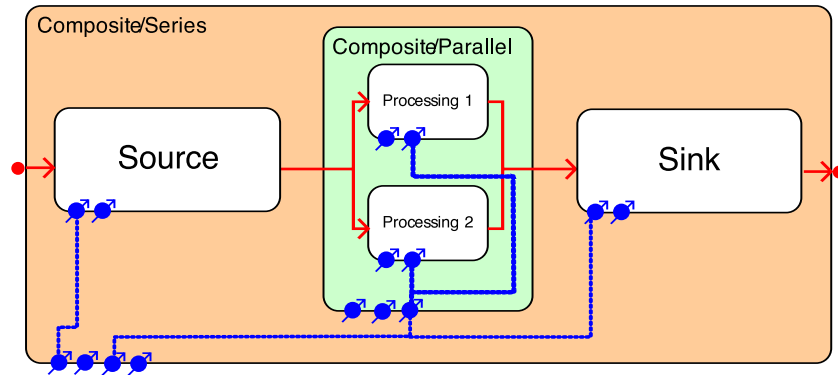 Composite/Series
Composite/Parallel
Processing 1
Source
Sink
Processing 2